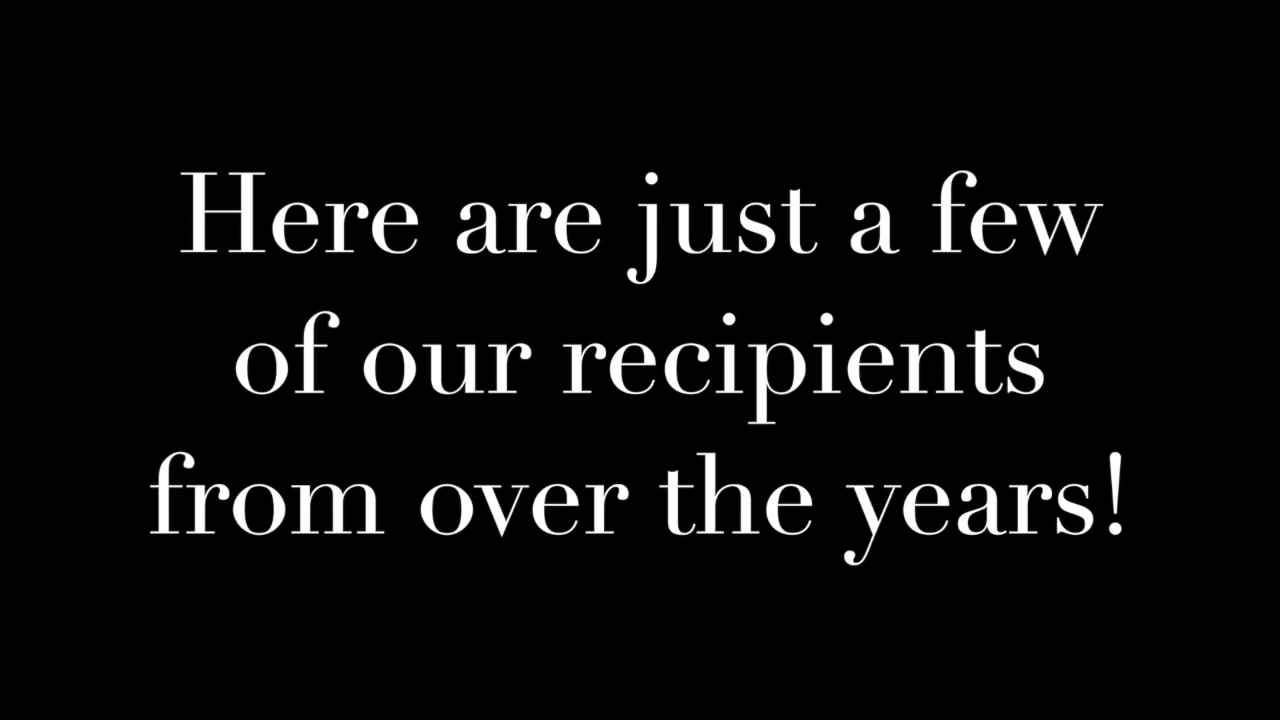 Here are just a few
of our recipients
from over the years!